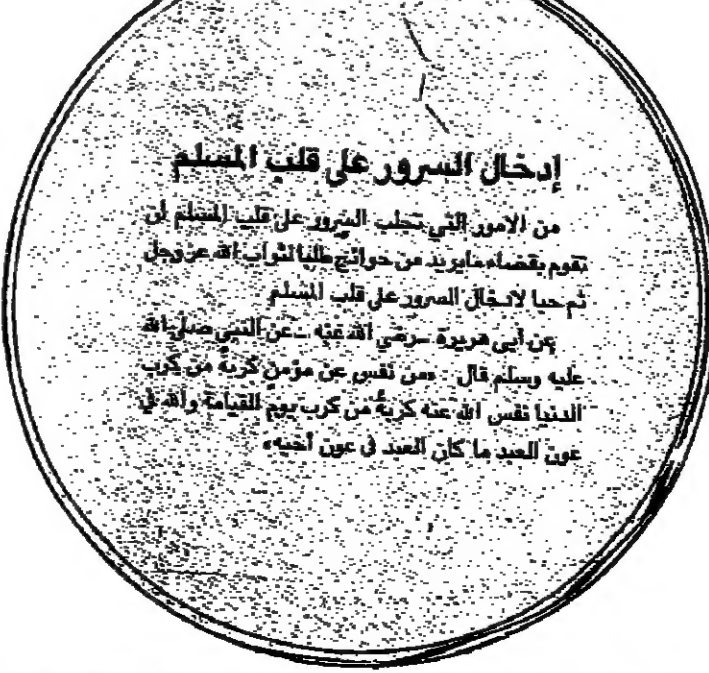 إدخال السرور على قلب المسلم
من الامور التي تجلب السرور على قلب المسلم ان
تقوم بقضاء مايريد من حوائج طلبا لثواب الله عز وجل
ثم حبا لادخال السرور على قلب المسلم
عن أبي هريرة ـ رضي الله عنه ـ عن النبي صلى الله
عليه وسلم قال : «من نفس عن مؤمن كربة من كرب
الدنيا نفس الله عنه كربة من كرب يوم القيامة والله في
عون العبد ما كان العبد في عون أخيه»